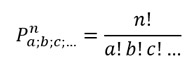 P^n_{a;b;c;…} = n! / a! b! c! …